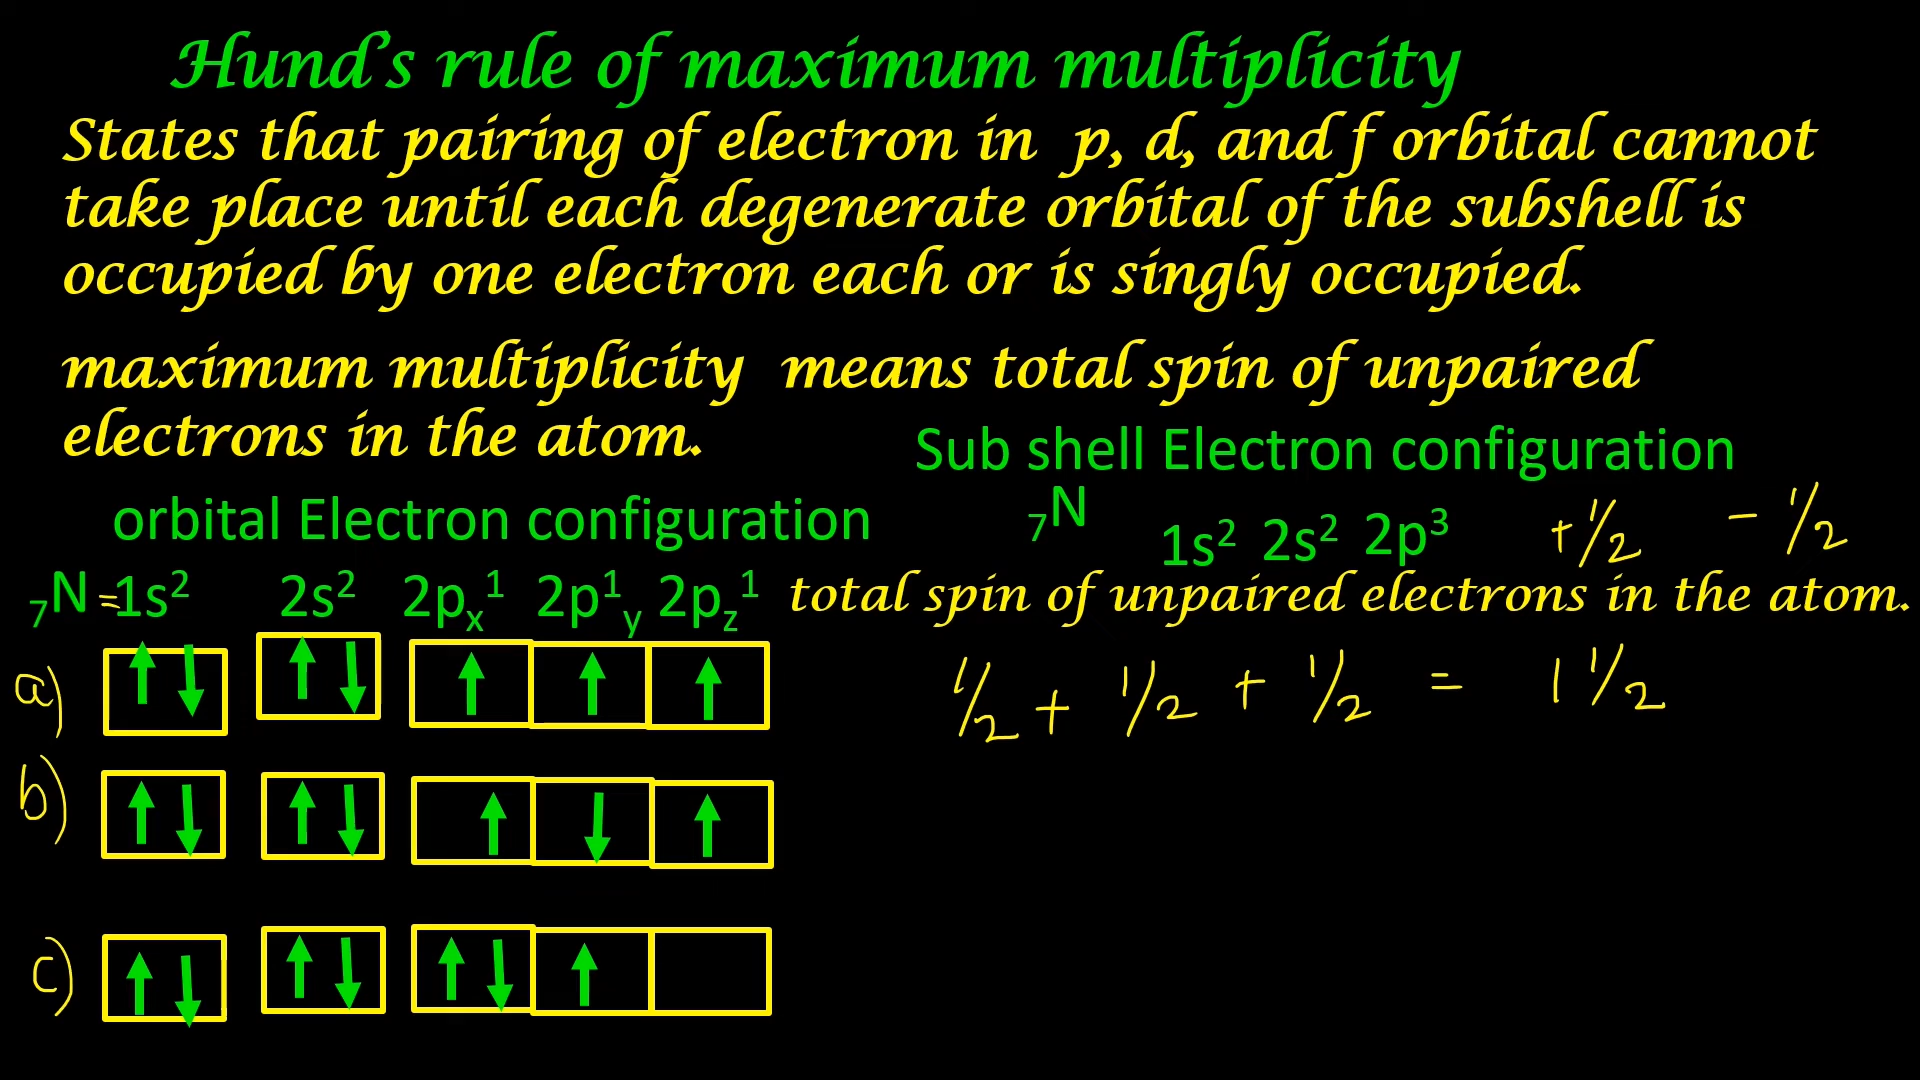 Hund's rule of maximum multiplicity
States that pairing of electron in p, d, and f orbital cannot
take place until each degenerate orbital of the subshell is
occupied by one electron each or is singly occupied.
maximum multiplicity means total spin of unpaired
electrons in the atom.
Sub shell Electron configuration
orbital Electron configuration
₇N 1s² 2s² 2p³ +1/2 - 1/2
₇N =1s² 2s² 2pₓ¹ 2p¹y 2pz¹
total spin of unpaired electrons in the atom.
a)
1/2 + 1/2 + 1/2 = 1 1/2
b)
c)